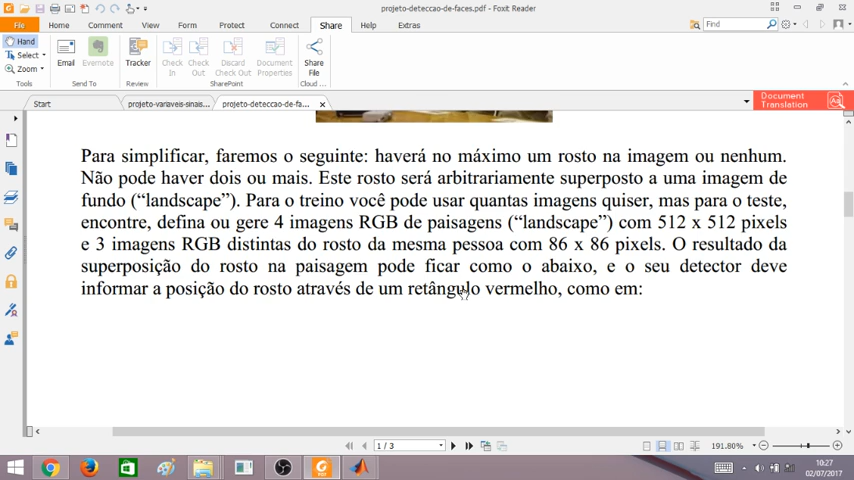 projeto-deteccao-de-faces.pdf - Foxit Reader
File Home Comment View Form Protect Connect Share Help Extras
Find
Hand
Select
Zoom
Tools
Email
Evernote
Send To
Tracker
Review
Check In
Check Out
Discard Check Out
Document Properties
SharePoint
Share File
Cloud ...
Start
projeto-variaveis-sinais...
projeto-deteccao-de-fa...
Document Translation
Para simplificar, faremos o seguinte: haverá no máximo um rosto na imagem ou nenhum.
Não pode haver dois ou mais. Este rosto será arbitrariamente superposto a uma imagem de
fundo (“landscape”). Para o treino você pode usar quantas imagens quiser, mas para o teste,
encontre, defina ou gere 4 imagens RGB de paisagens (“landscape”) com 512 x 512 pixels
e 3 imagens RGB distintas do rosto da mesma pessoa com 86 x 86 pixels. O resultado da
superposição do rosto na paisagem pode ficar como o abaixo, e o seu detector deve
informar a posição do rosto através de um retângulo vermelho, como em:
1 / 3
191.80%
10:27
02/07/2017